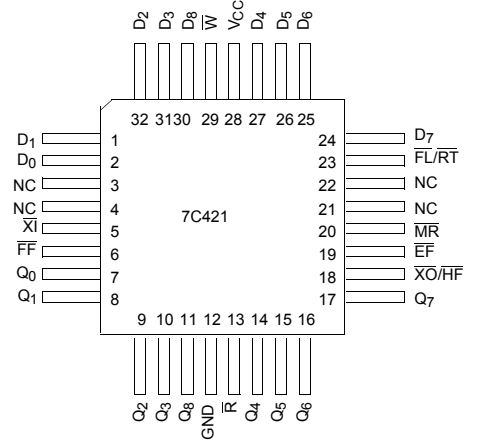 D2 D3 D8 W̅ VCC D4 D5 D6
32 31 30 29 28 27 26 25
D1 1 24 D7
D0 2 23 F̅L̅/R̅T̅
NC 3 22 NC
NC 4 21 NC
7C421
X̅I̅ 5 20 M̅R̅
F̅F̅ 6 19 E̅F̅
Q0 7 18 X̅O̅/H̅F̅
Q1 8 17 Q7
9 10 11 12 13 14 15 16
Q2 Q3 Q8 GND R̅ Q4 Q5 Q6